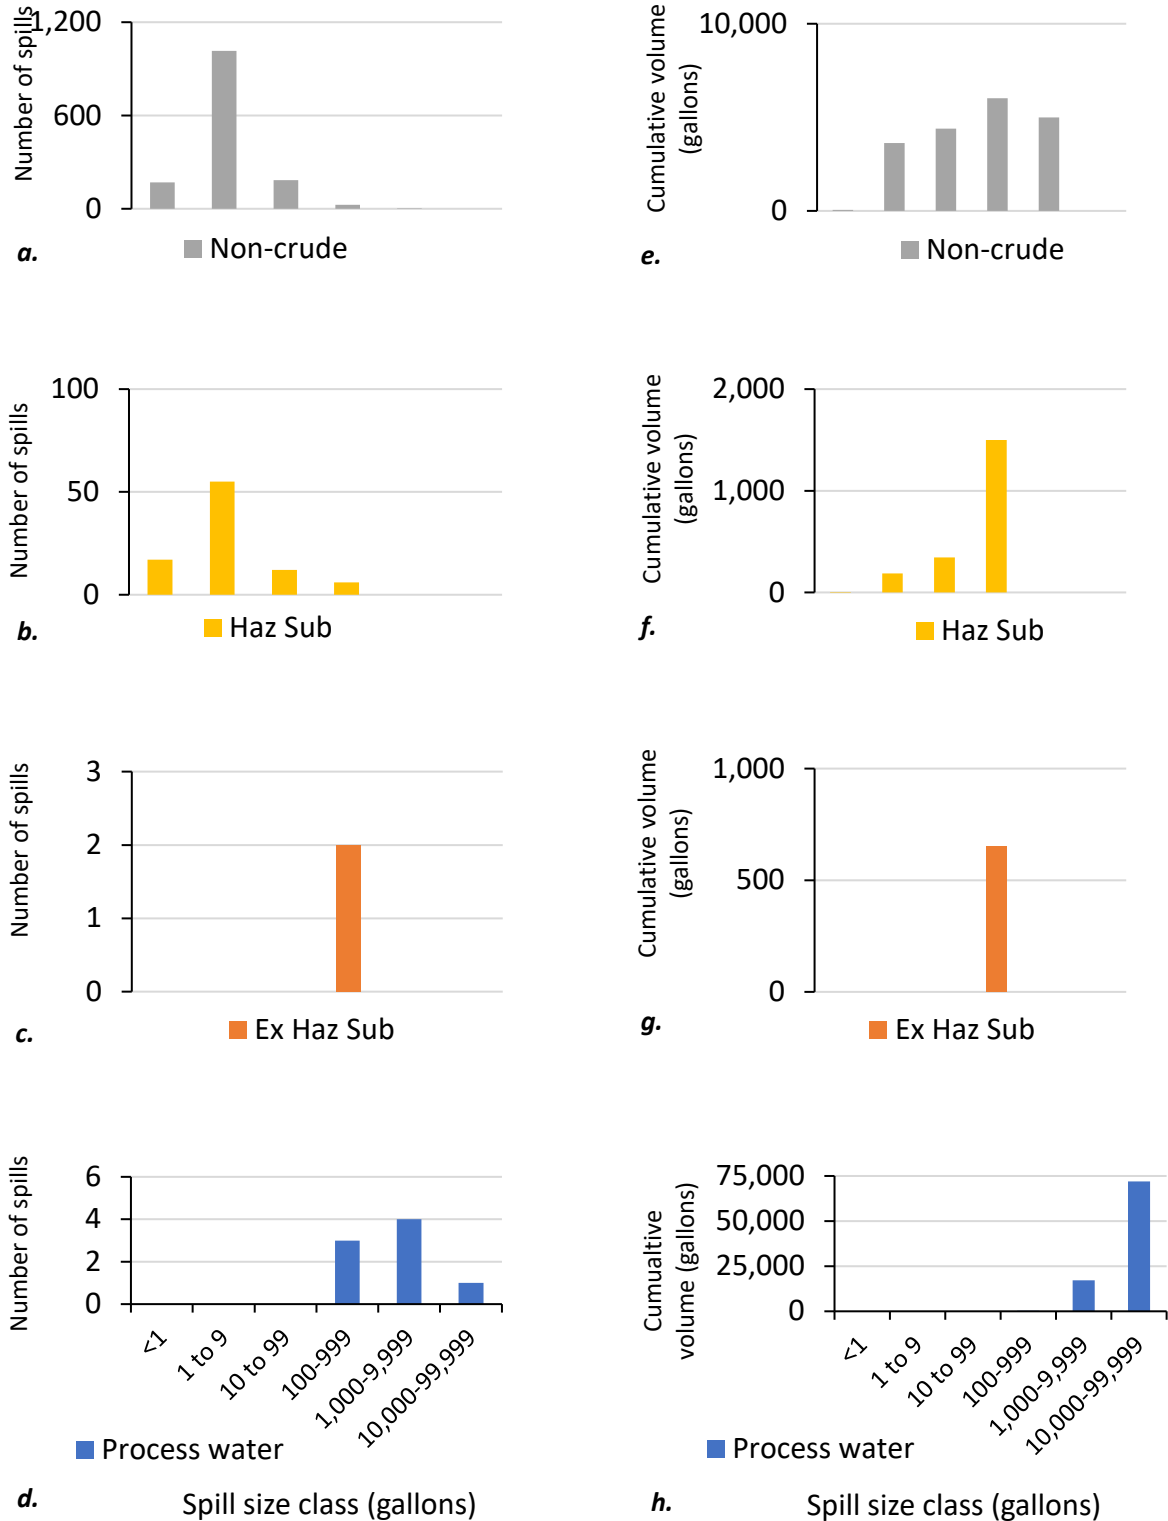 Number of spills
1,200
600
0
Non-crude
a.
Cumulative volume
(gallons)
10,000
0
Non-crude
e.
Number of spills
100
50
0
Haz Sub
b.
Cumulative volume
(gallons)
2,000
1,000
0
Haz Sub
f.
Number of spills
3
2
1
0
Ex Haz Sub
c.
Cumulative volume
(gallons)
1,000
500
0
Ex Haz Sub
g.
Number of spills
6
4
2
0
<1
1 to 9
10 to 99
100-999
1,000-9,999
10,000-99,999
Process water
d.
Spill size class (gallons)
Cumualtive
volume (gallons)
75,000
50,000
25,000
0
<1
1 to 9
10 to 99
100-999
1,000-9,999
10,000-99,999
Process water
h.
Spill size class (gallons)